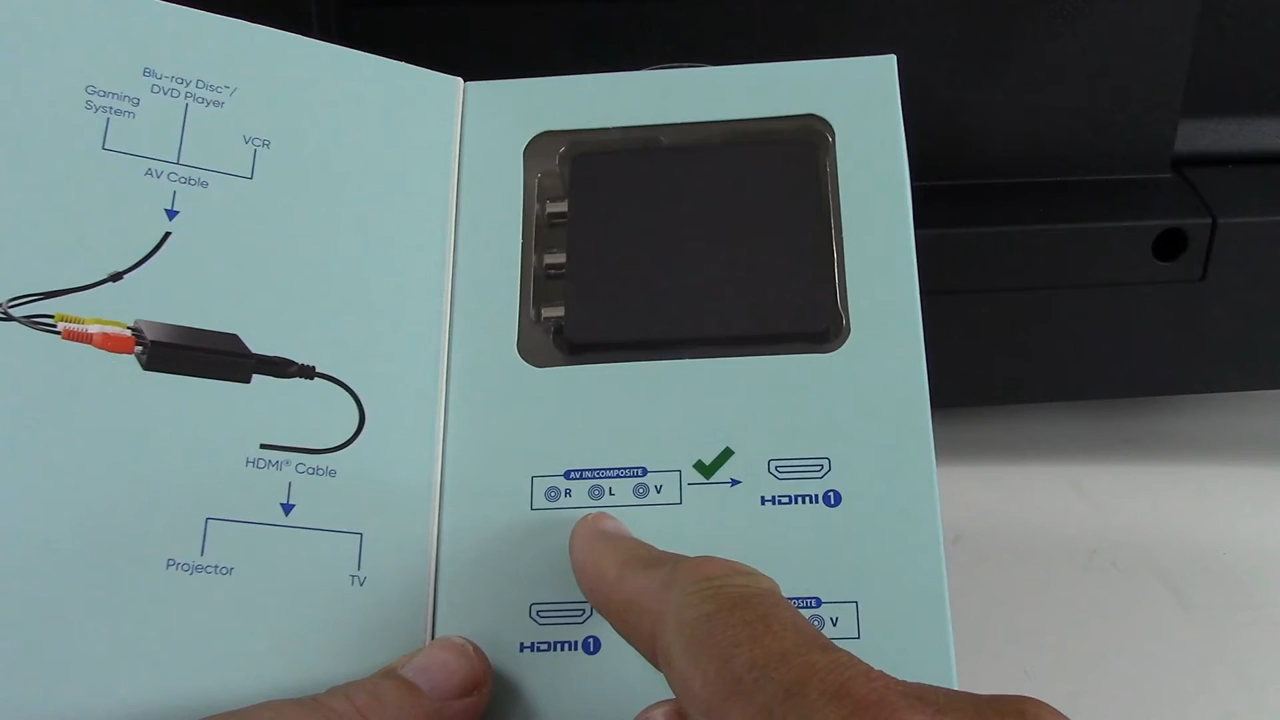 Gaming
System
Blu-ray Disc™/
DVD Player
VCR
AV Cable
HDMI® Cable
Projector
TV
AV IN/COMPOSITE
R L V
HDMI 1
HDMI 1
V